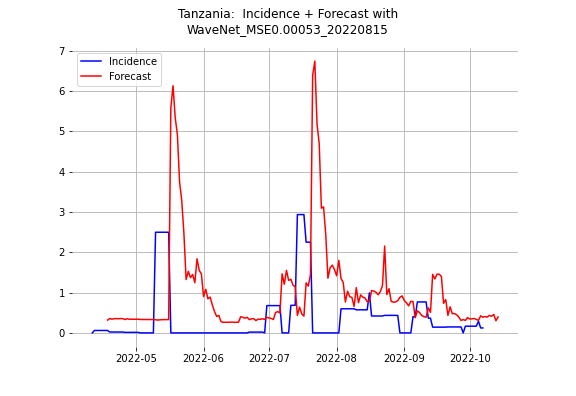 Tanzania:  Incidence + Forecast with
WaveNet_MSE0.00053_20220815
Incidence
Forecast
7
6
5
4
3
2
1
0
2022-05 2022-06 2022-07 2022-08 2022-09 2022-10